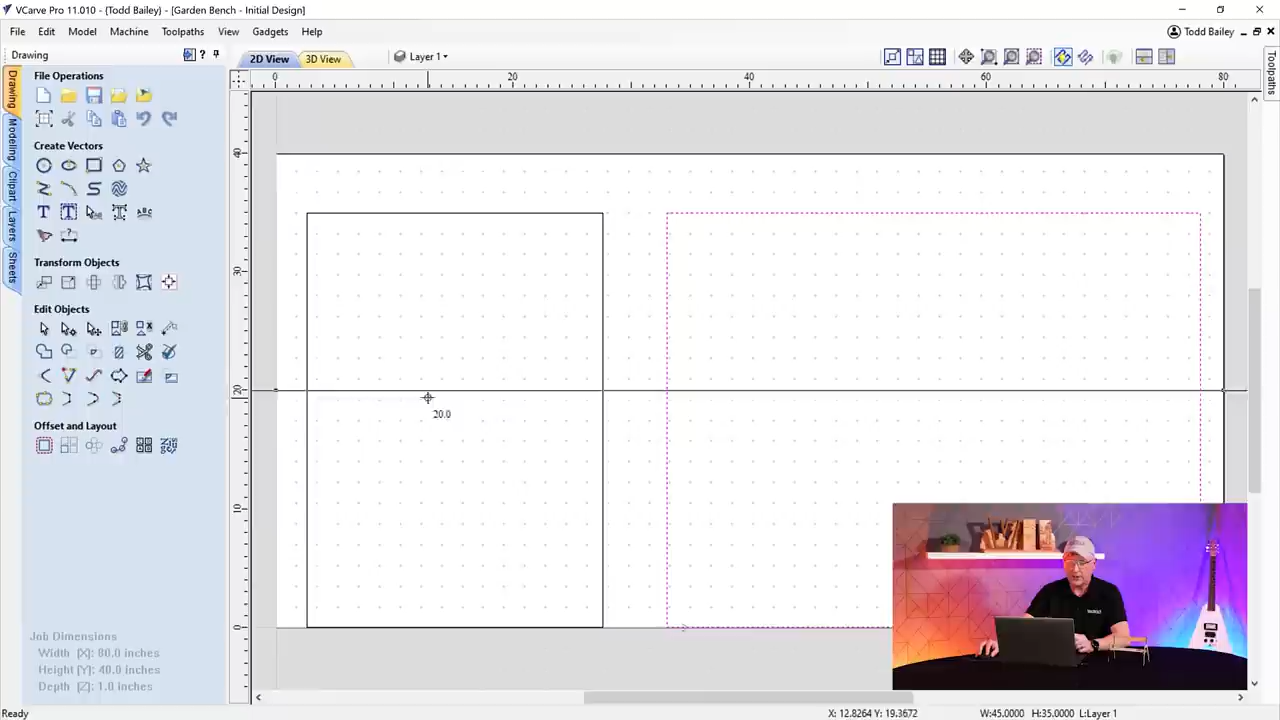 VCarve Pro 11.010 - {Todd Bailey} - [Garden Bench - Initial Design]
File Edit Model Machine Toolpaths View Gadgets Help
Todd Bailey
Drawing
2D View 3D View Layer 1
Toolpaths
Drawing
Modeling
Clipart
Layers
Sheets
File Operations
Create Vectors
Transform Objects
Edit Objects
Offset and Layout
0 20 40 60 80
40
30
20
10
0
20.0
Job Dimensions
Width (X): 80.0 inches
Height (Y): 40.0 inches
Depth (Z): 1.0 inches
Ready
X: 12.8264 Y: 19.3672 W:45.0000 H:35.0000 L:Layer 1